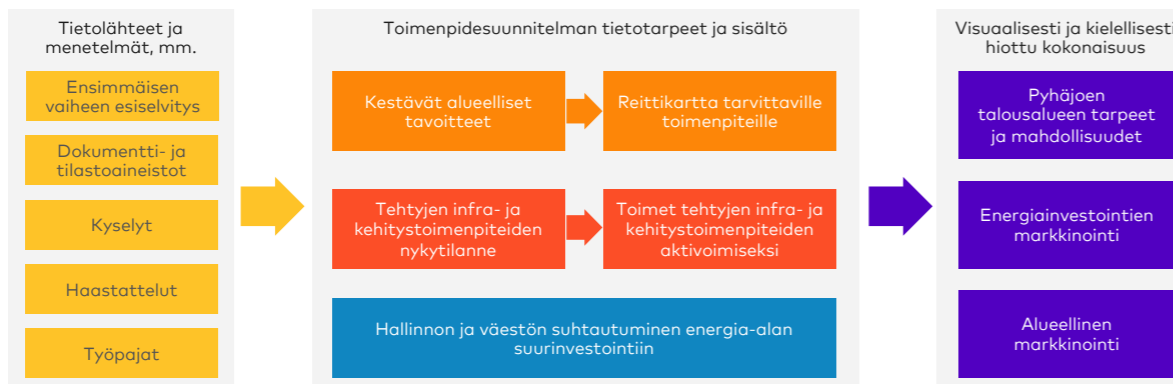 Tietolähteet ja
menetelmät, mm.
Ensimmäisen
vaiheen esiselvitys
Dokumentti- ja
tilastoaineistot
Kyselyt
Haastattelut
Työpajat
Toimenpidesuunnitelman tietotarpeet ja sisältö
Kestävät alueelliset
tavoitteet
Reittikartta tarvittaville
toimenpiteille
Tehtyjen infra- ja
kehitystoimenpiteiden
nykytilanne
Toimet tehtyjen infra- ja
kehitystoimenpiteiden
aktivoimiseksi
Hallinnon ja väestön suhtautuminen energia-alan
suurinvestointiin
Visuaalisesti ja kielellisesti
hiottu kokonaisuus
Pyhäjoen
talousalueen tarpeet
ja mahdollisuudet
Energiainvestointien
markkinointi
Alueellinen
markkinointi